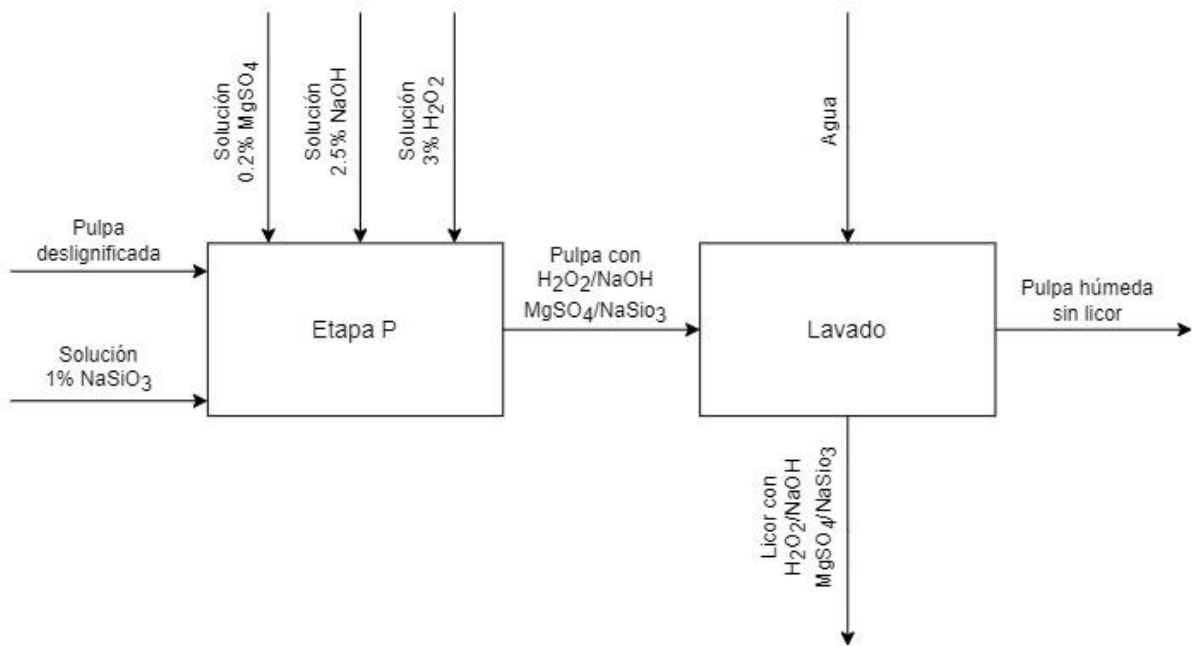 Solución
0.2% MgSO4
Solución
2.5% NaOH
Solución
3% H2O2
Agua
Pulpa
deslignificada
Solución
1% NaSiO3
Etapa P
Pulpa con
H2O2/NaOH
MgSO4/NaSio3
Lavado
Pulpa húmeda
sin licor
Licor con
H2O2/NaOH
MgSO4/NaSio3